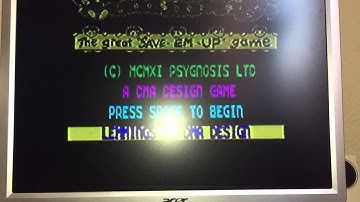 The great SAVE 'EM UP game
(C) MCMXI PSYGNOSIS LTD
A DMA DESIGN GAME
PRESS SPACE TO BEGIN
LEMMINGS DMA DESIGN
acer